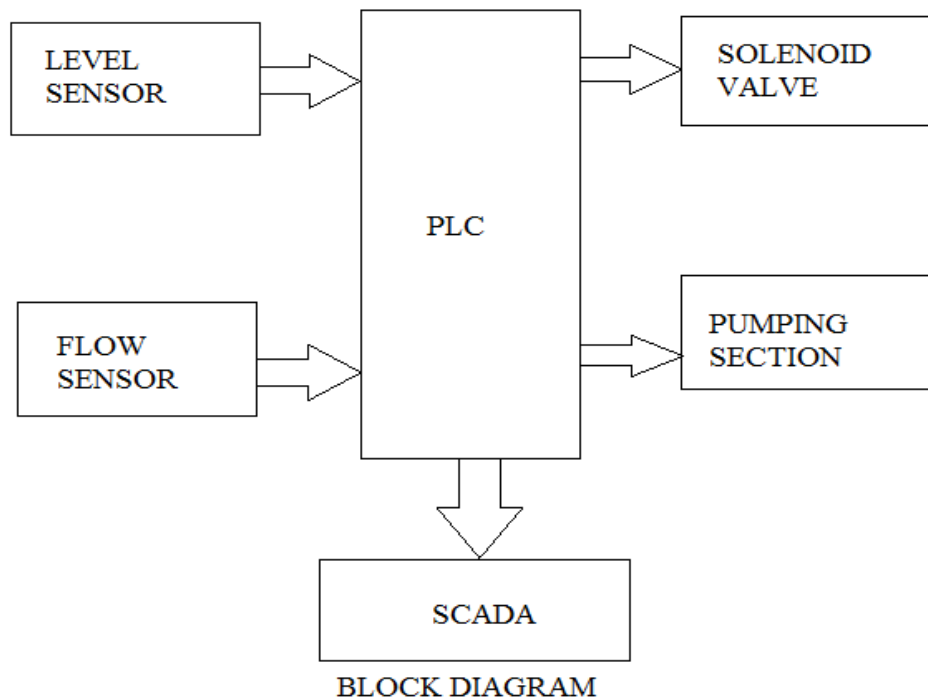 LEVEL
SENSOR
SOLENOID
VALVE
PLC
FLOW
SENSOR
PUMPING
SECTION
SCADA
BLOCK DIAGRAM